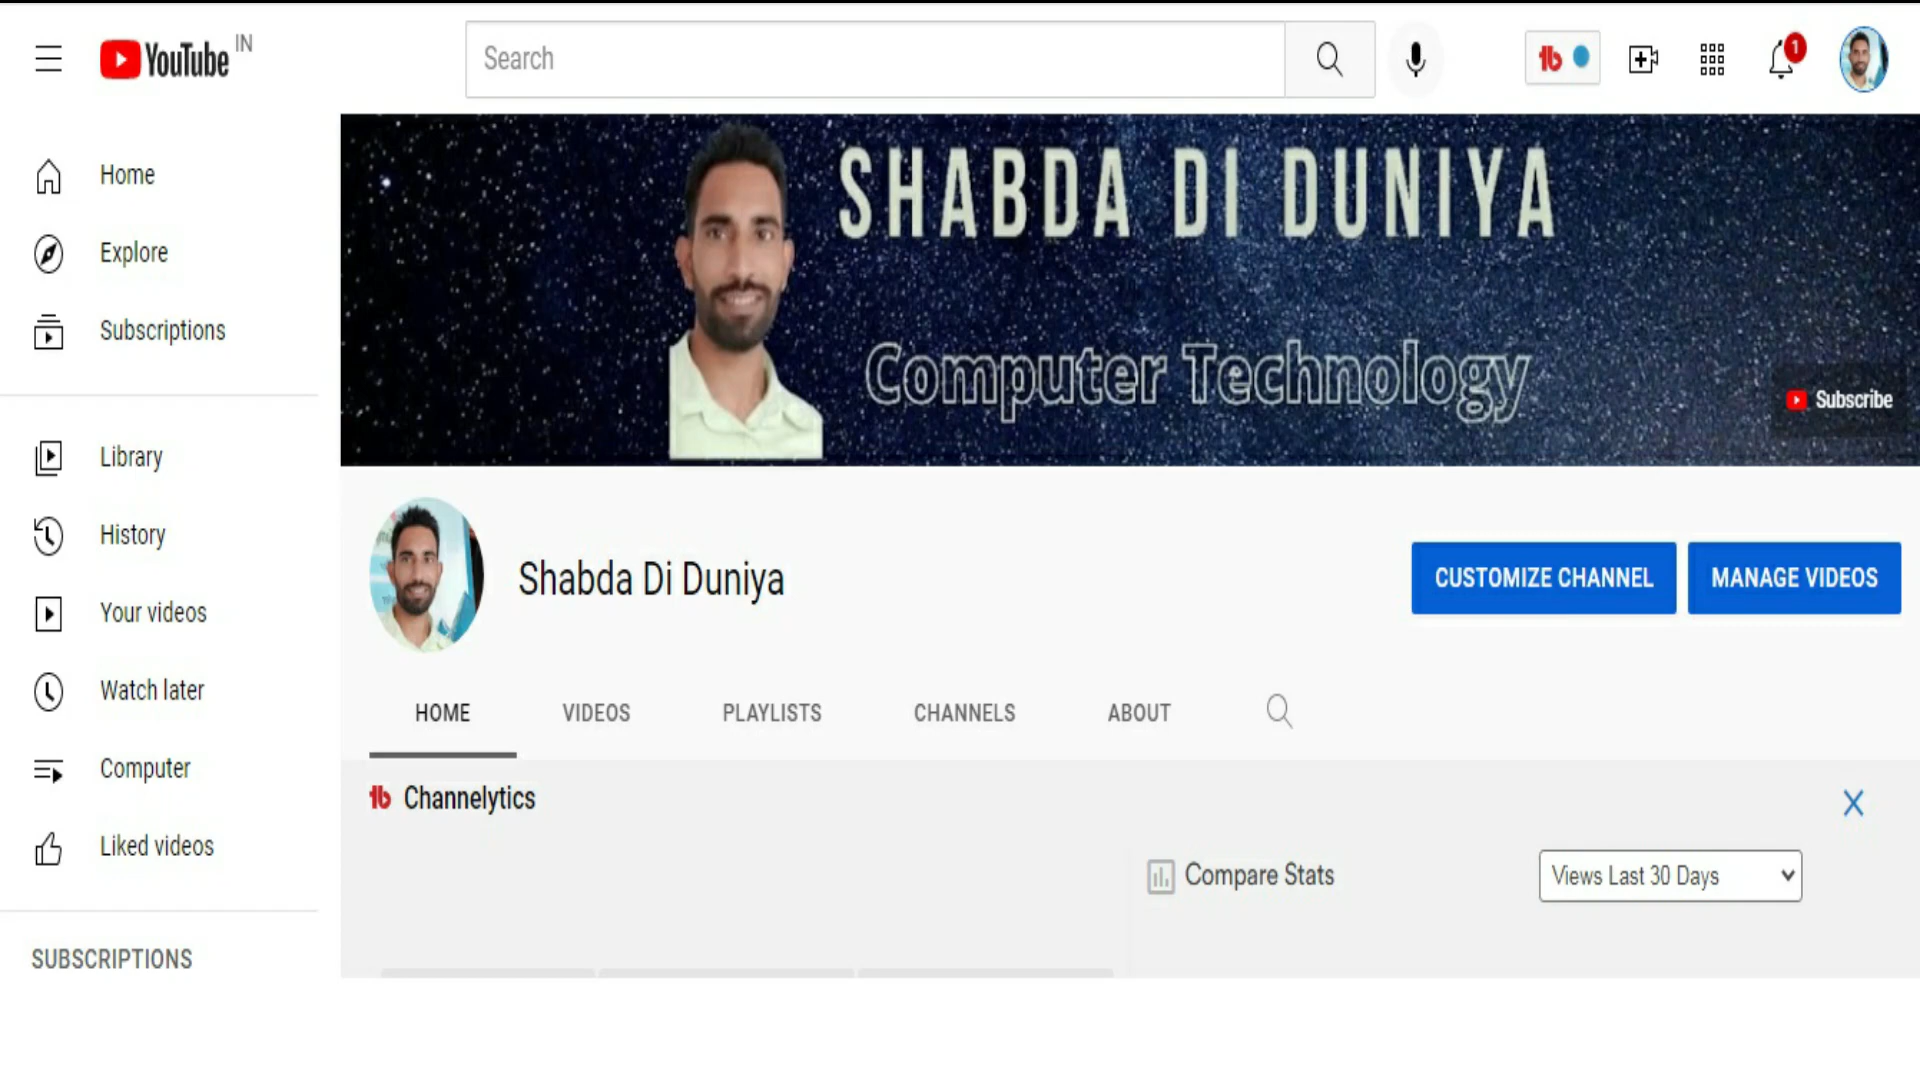 YouTube IN
Search
1
Home
Explore
Subscriptions
Library
History
Your videos
Watch later
Computer
Liked videos
SUBSCRIPTIONS
SHABDA DI DUNIYA
Computer Technology
Subscribe
Shabda Di Duniya
CUSTOMIZE CHANNEL
MANAGE VIDEOS
HOME VIDEOS PLAYLISTS CHANNELS ABOUT
tb Channelytics
X
Compare Stats
Views Last 30 Days